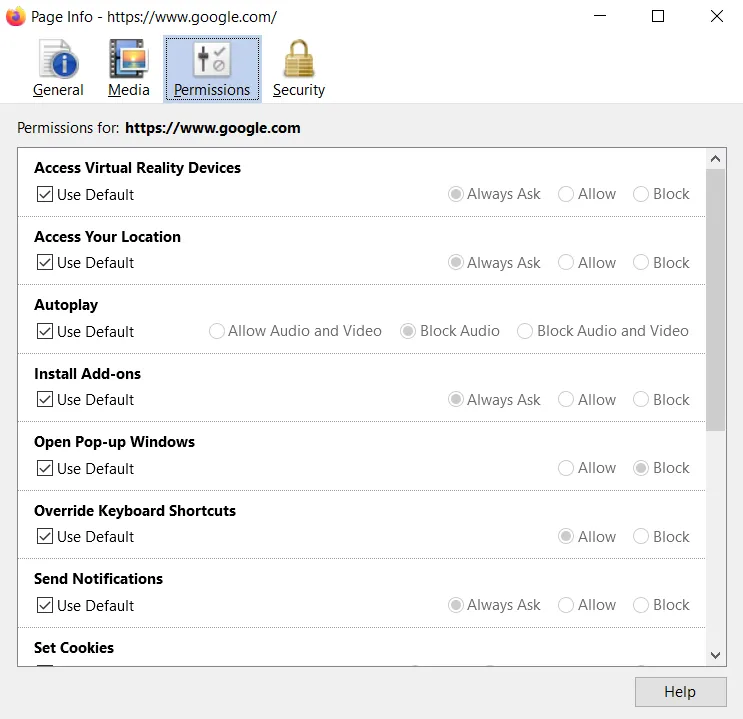 Page Info - https://www.google.com/
General Media Permissions Security
Permissions for: https://www.google.com
Access Virtual Reality Devices
Use Default Always Ask Allow Block
Access Your Location
Use Default Always Ask Allow Block
Autoplay
Use Default Allow Audio and Video Block Audio Block Audio and Video
Install Add-ons
Use Default Always Ask Allow Block
Open Pop-up Windows
Use Default Allow Block
Override Keyboard Shortcuts
Use Default Allow Block
Send Notifications
Use Default Always Ask Allow Block
Set Cookies
Help